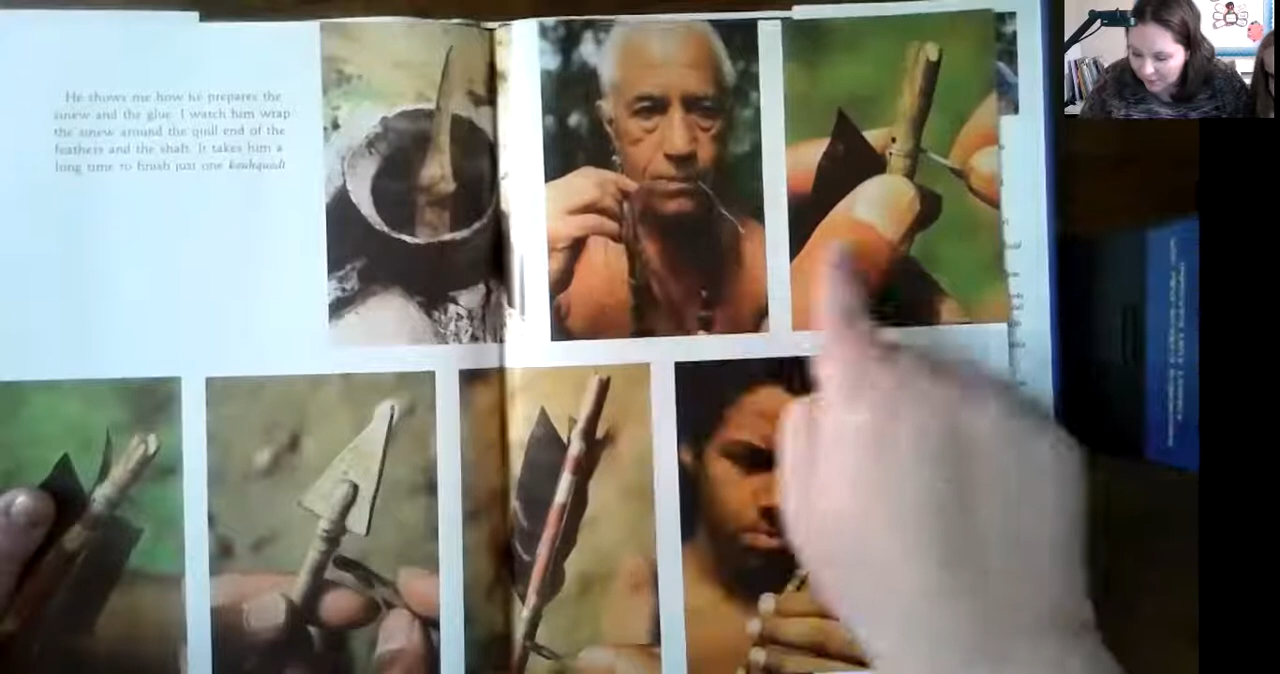 He shows me how he prepares the
sinew and the glue. I watch him wrap
the sinew around the quill end of the
feathers and the shaft. It takes him a
long time to finish just one kouhquodt